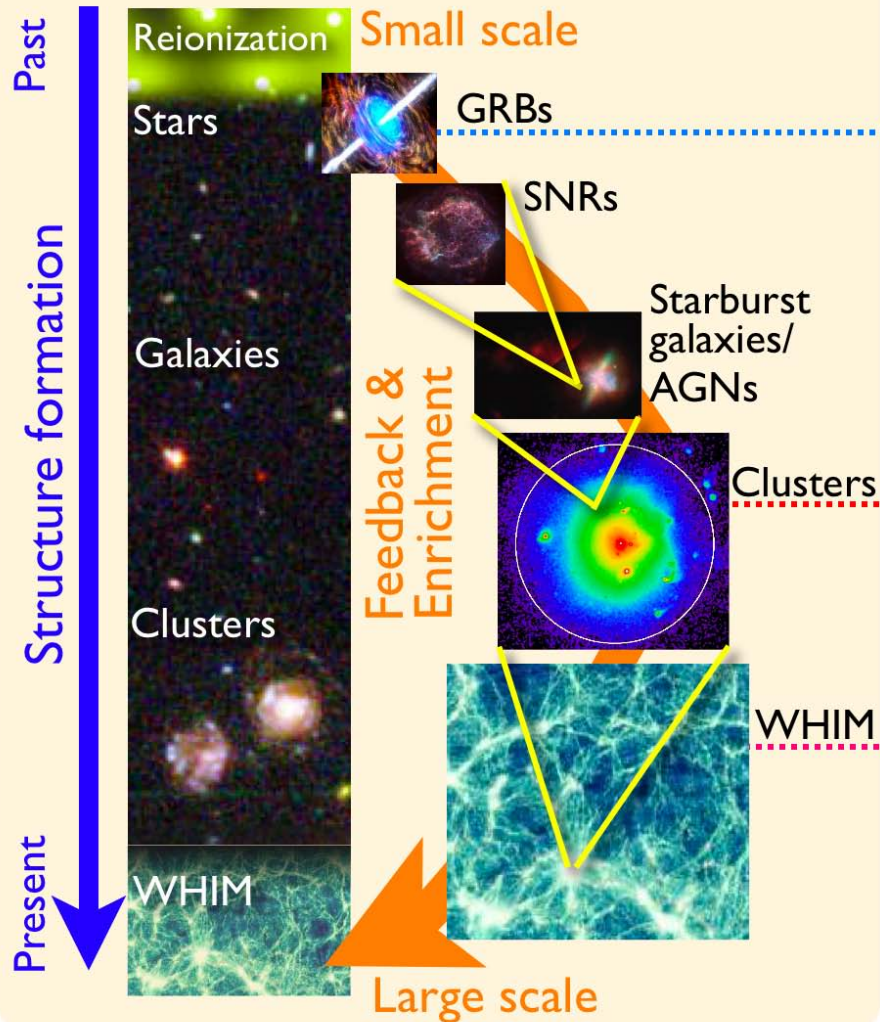 Past
Structure formation
Present
Reionization
Stars
Galaxies
Clusters
WHIM
Small scale
Feedback &
Enrichment
Large scale
GRBs
SNRs
Starburst
galaxies/
AGNs
Clusters
WHIM